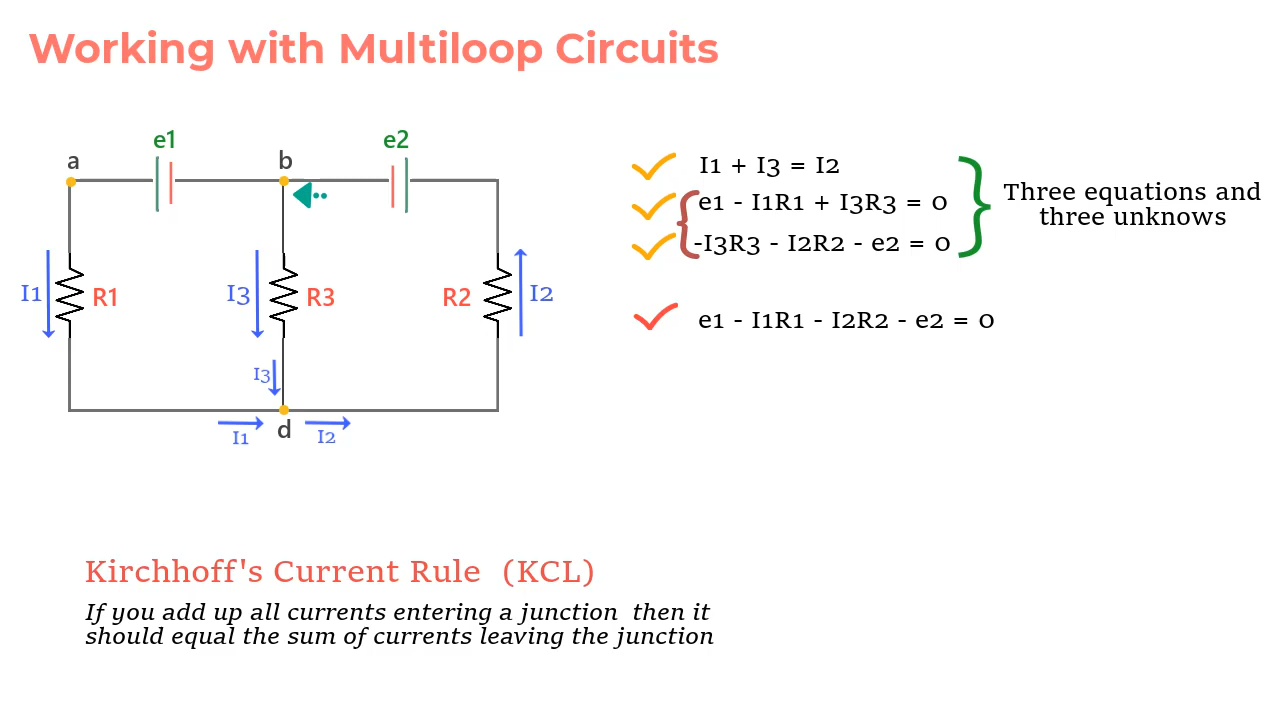 Working with Multiloop Circuits
e1
e2
a
b
I1 + I3 = I2
e1 - I1R1 + I3R3 = 0
-I3R3 - I2R2 - e2 = 0
Three equations and
three unknows
I1
R1
I3
R3
R2
I2
e1 - I1R1 - I2R2 - e2 = 0
I3
I1
d
I2
Kirchhoff's Current Rule (KCL)
If you add up all currents entering a junction then it
should equal the sum of currents leaving the junction